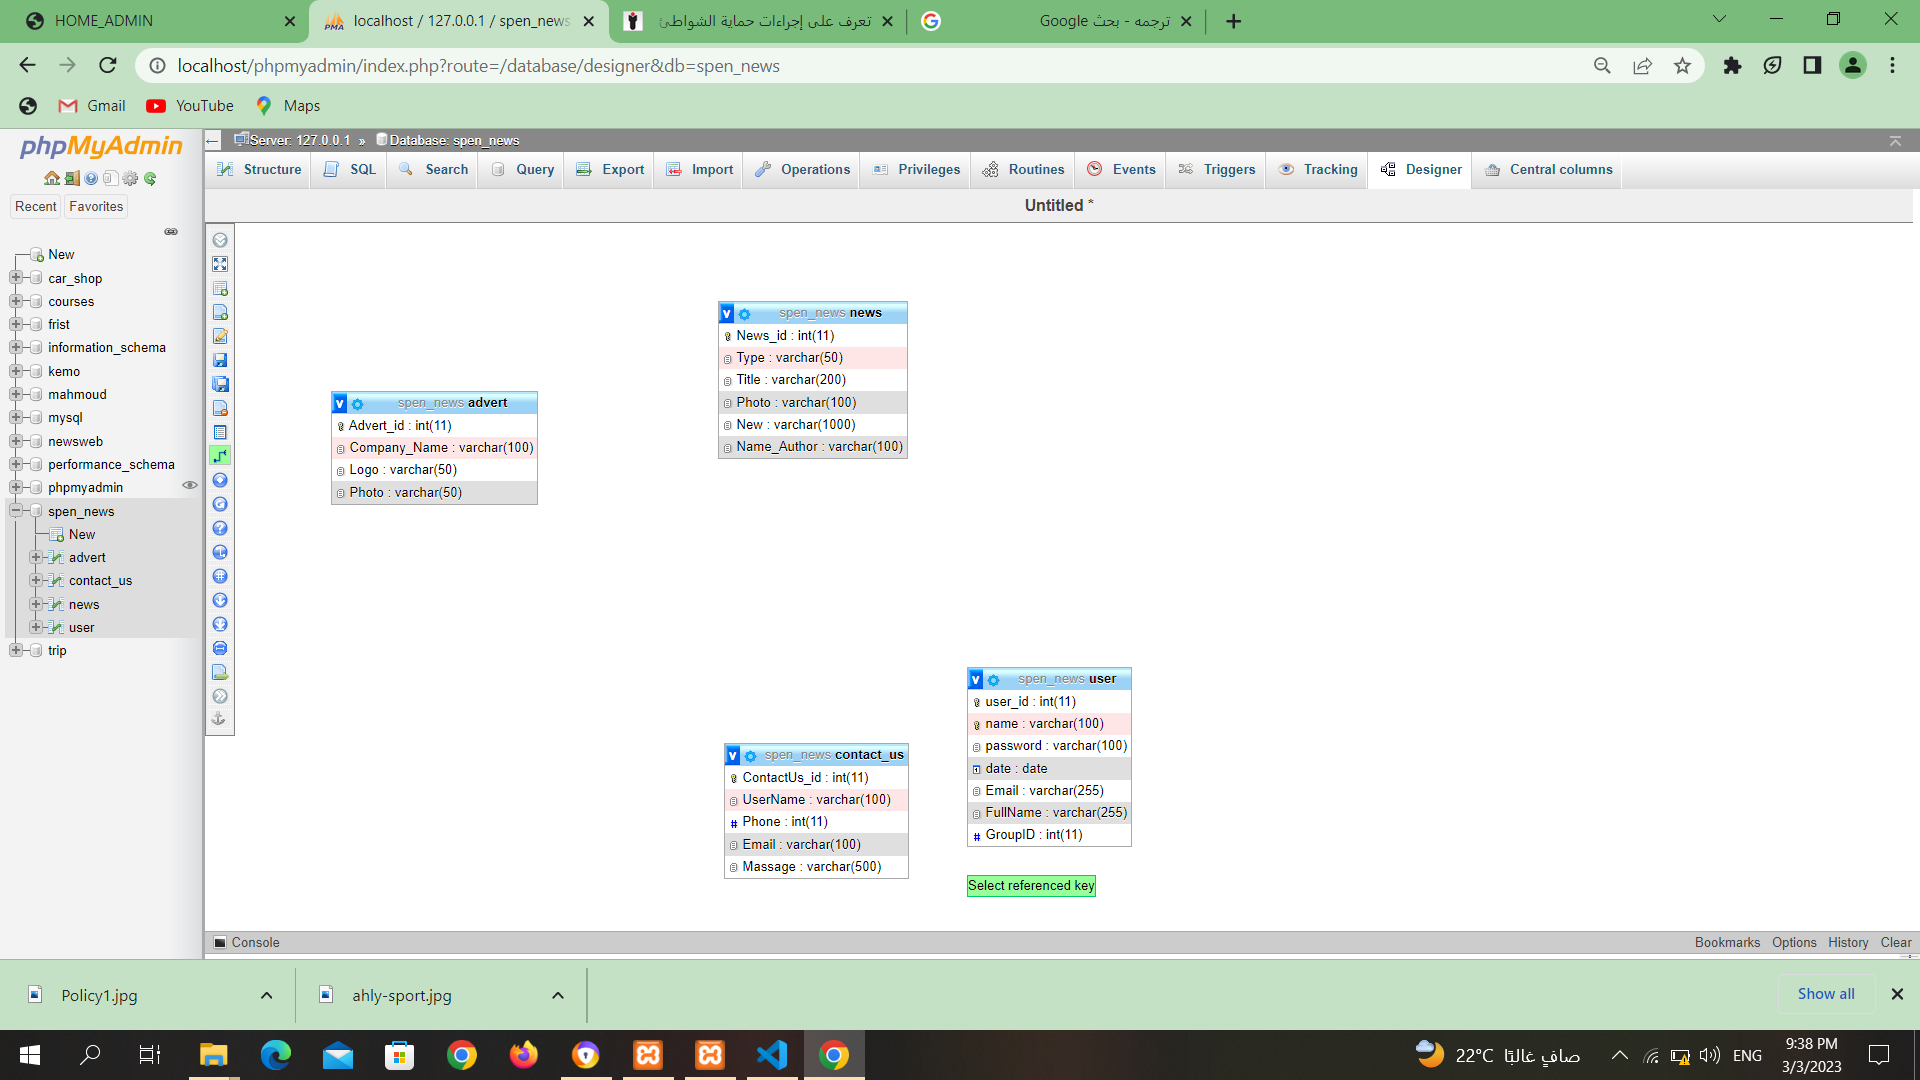 HOME_ADMIN
localhost / 127.0.0.1 / spen_news
تعرف على إجراءات حماية الشواطئ
ترجمه - بحث Google
localhost/phpmyadmin/index.php?route=/database/designer&db=spen_news
Gmail
YouTube
Maps
phpMyAdmin
Server: 127.0.0.1 » Database: spen_news
Structure
SQL
Search
Query
Export
Import
Operations
Privileges
Routines
Events
Triggers
Tracking
Designer
Central columns
Recent
Favorites
Untitled *
New
car_shop
courses
frist
information_schema
kemo
mahmoud
mysql
newsweb
performance_schema
phpmyadmin
spen_news
New
advert
contact_us
news
user
trip
v spen_news news
News_id : int(11)
Type : varchar(50)
Title : varchar(200)
Photo : varchar(100)
New : varchar(1000)
Name_Author : varchar(100)
v spen_news advert
Advert_id : int(11)
Company_Name : varchar(100)
Logo : varchar(50)
Photo : varchar(50)
v spen_news user
user_id : int(11)
name : varchar(100)
password : varchar(100)
date : date
Email : varchar(255)
FullName : varchar(255)
# GroupID : int(11)
v spen_news contact_us
ContactUs_id : int(11)
UserName : varchar(100)
# Phone : int(11)
Email : varchar(100)
Massage : varchar(500)
Select referenced key
Console
Bookmarks
Options
History
Clear
Policy1.jpg
ahly-sport.jpg
Show all
22°C صافٍ غالبًا
ENG
9:38 PM
3/3/2023